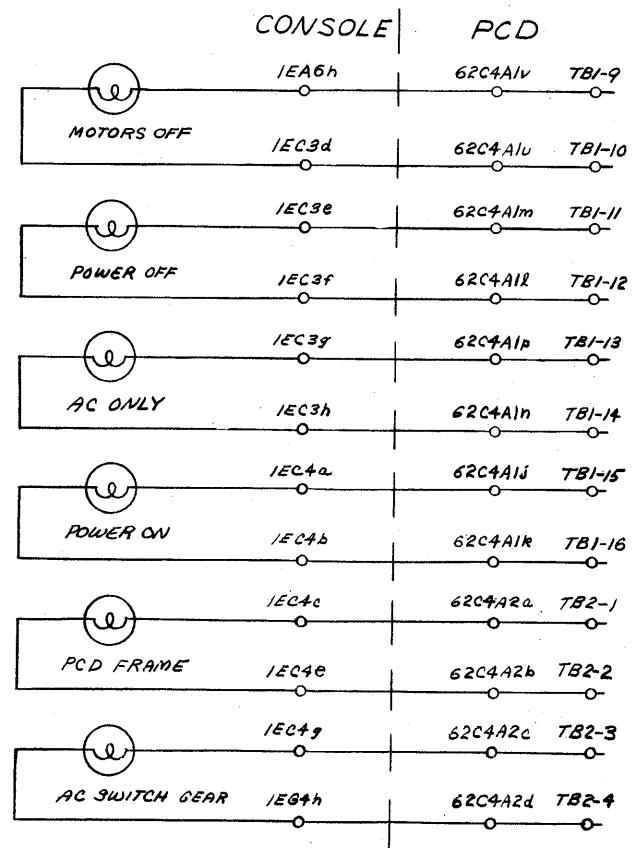 CONSOLE PCD
1EA6h 62C4A1v TB1-9
MOTORS OFF 1EC3d 62C4A1u TB1-10
1EC3e 62C4A1m TB1-11
POWER OFF 1EC3f 62C4A1l TB1-12
1EC3g 62C4A1p TB1-13
AC ONLY 1EC3h 62C4A1n TB1-14
1EC4a 62C4A1j TB1-15
POWER ON 1EC4b 62C4A1k TB1-16
1EC4c 62C4A2a TB2-1
PCD FRAME 1EC4e 62C4A2b TB2-2
1EC4g 62C4A2c TB2-3
AC SWITCH GEAR 1EG4h 62C4A2d TB2-4